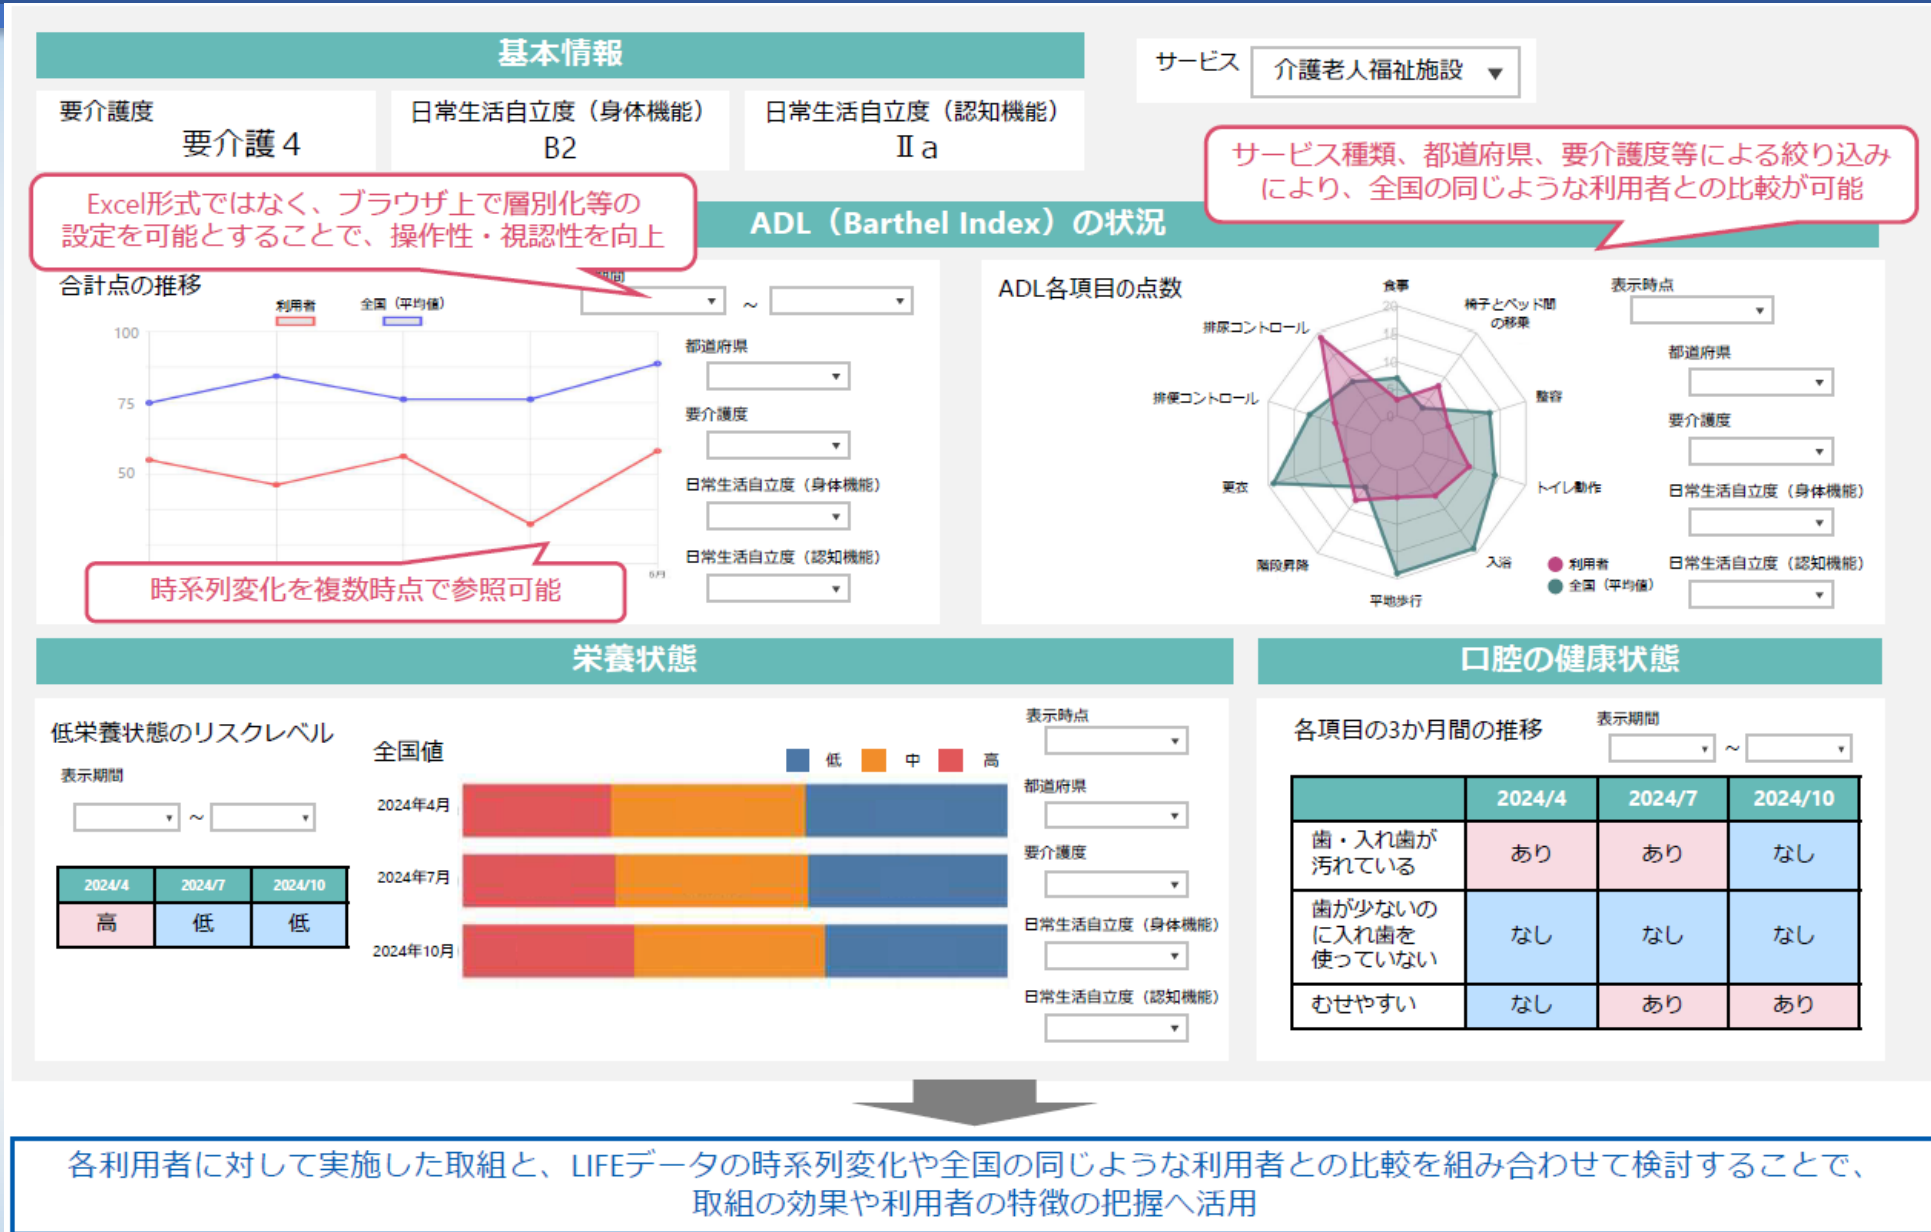 基本情報
サービス
介護老人福祉施設
要介護度
要介護4
日常生活自立度（身体機能）
B2
日常生活自立度（認知機能）
Ⅱa
Excel形式ではなく、ブラウザ上で層別化等の
設定を可能とすることで、操作性・視認性を向上
サービス種類、都道府県、要介護度等による絞り込み
により、全国の同じような利用者との比較が可能
ADL（Barthel Index）の状況
合計点の推移
利用者
全国（平均値）
期間
～
100
75
50
6月
都道府県
要介護度
日常生活自立度（身体機能）
日常生活自立度（認知機能）
時系列変化を複数時点で参照可能
ADL各項目の点数
食事
椅子とベッド間
の移乗
整容
トイレ動作
入浴
平地歩行
階段昇降
更衣
排便コントロール
排尿コントロール
20
15
10
5
0
利用者
全国（平均値）
表示時点
都道府県
要介護度
日常生活自立度（身体機能）
日常生活自立度（認知機能）
栄養状態
低栄養状態のリスクレベル
表示期間
～
2024/4 2024/7 2024/10
高 低 低
全国値
低 中 高
2024年4月
2024年7月
2024年10月
表示時点
都道府県
要介護度
日常生活自立度（身体機能）
日常生活自立度（認知機能）
口腔の健康状態
各項目の3か月間の推移
表示期間
～
2024/4 2024/7 2024/10
歯・入れ歯が
汚れている
あり あり なし
歯が少ないの
に入れ歯を
使っていない
なし なし なし
むせやすい なし あり あり
各利用者に対して実施した取組と、LIFEデータの時系列変化や全国の同じような利用者との比較を組み合わせて検討することで、
取組の効果や利用者の特徴の把握へ活用